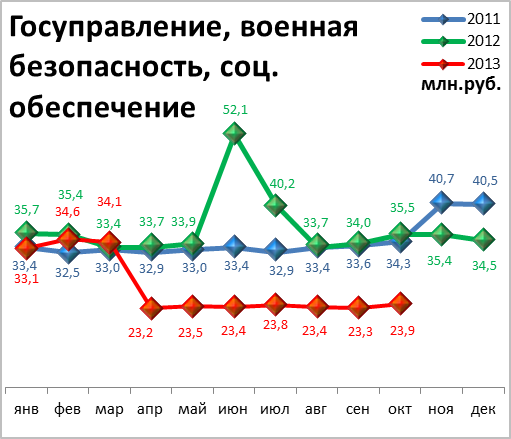 Госуправление, военная
безопасность, соц.
обеспечение
2011
2012
2013
млн.руб.
52,1
40,7 40,5
40,2
35,7 35,4 34,1 35,5
34,6 33,4 33,7 33,9 33,7 34,0
33,4 32,5 33,0 32,9 33,0 33,4 32,9 33,4 33,6 34,3 35,4 34,5
33,1
23,2 23,5 23,4 23,8 23,4 23,3 23,9
янв фев мар апр май июн июл авг сен окт ноя дек